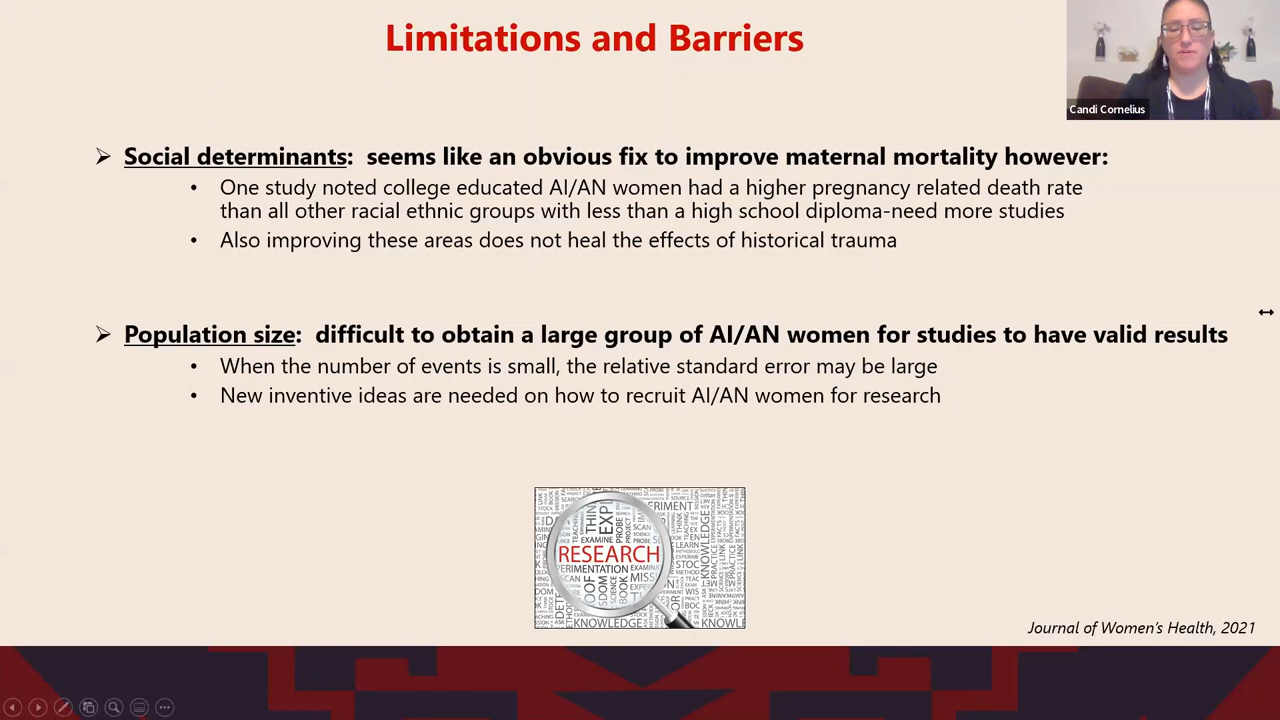 Limitations and Barriers
Candi Cornelius
➢ Social determinants: seems like an obvious fix to improve maternal mortality however:
• One study noted college educated AI/AN women had a higher pregnancy related death rate
than all other racial ethnic groups with less than a high school diploma-need more studies
• Also improving these areas does not heal the effects of historical trauma
➢ Population size: difficult to obtain a large group of AI/AN women for studies to have valid results
• When the number of events is small, the relative standard error may be large
• New inventive ideas are needed on how to recruit AI/AN women for research
THIN
EXPL
EXAMINE
RESEARCH
KNOWLEDGE
Journal of Women's Health, 2021